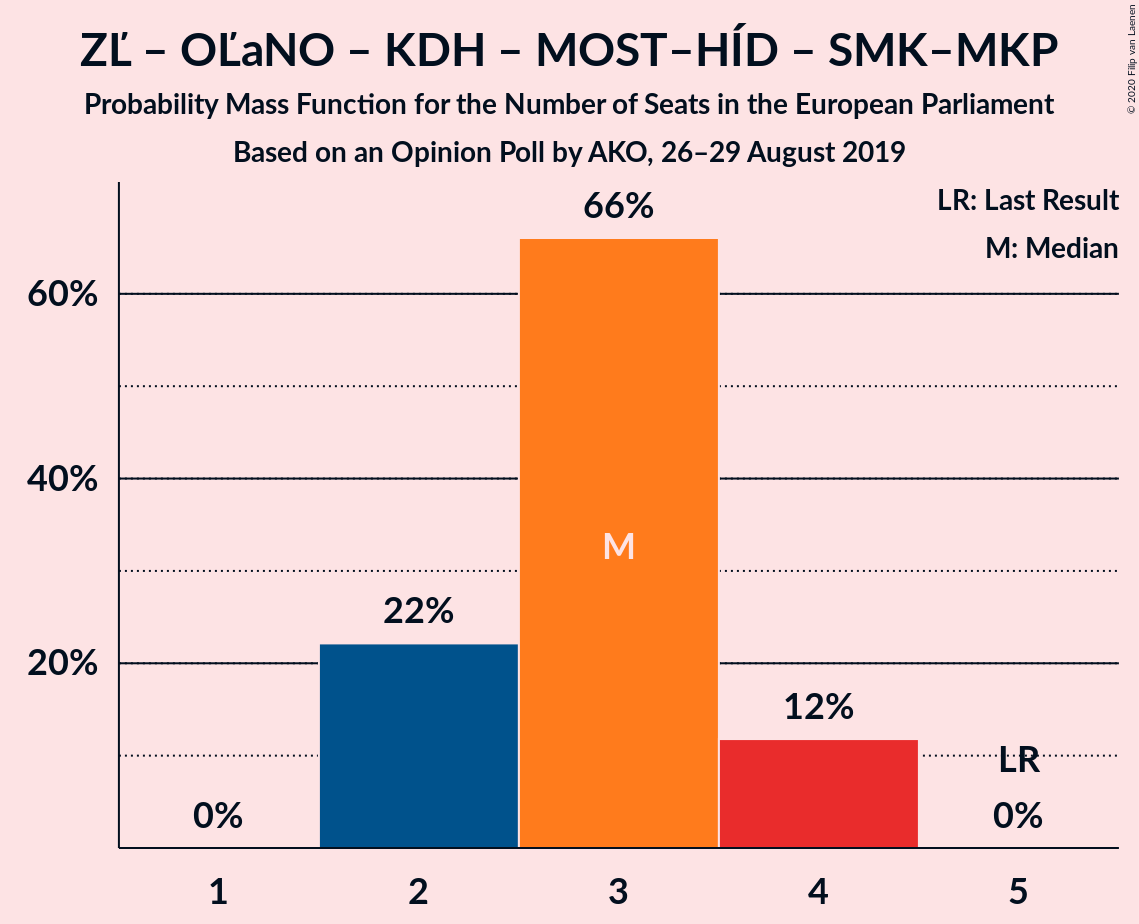 ZĽ – OĽaNO – KDH – MOST–HÍD – SMK–MKP
Probability Mass Function for the Number of Seats in the European Parliament
Based on an Opinion Poll by AKO, 26–29 August 2019
© 2020 Filip van Laenen
LR: Last Result
M: Median
66%
60%
40%
M
22%
20%
12%
LR
0%
0%
1 2 3 4 5